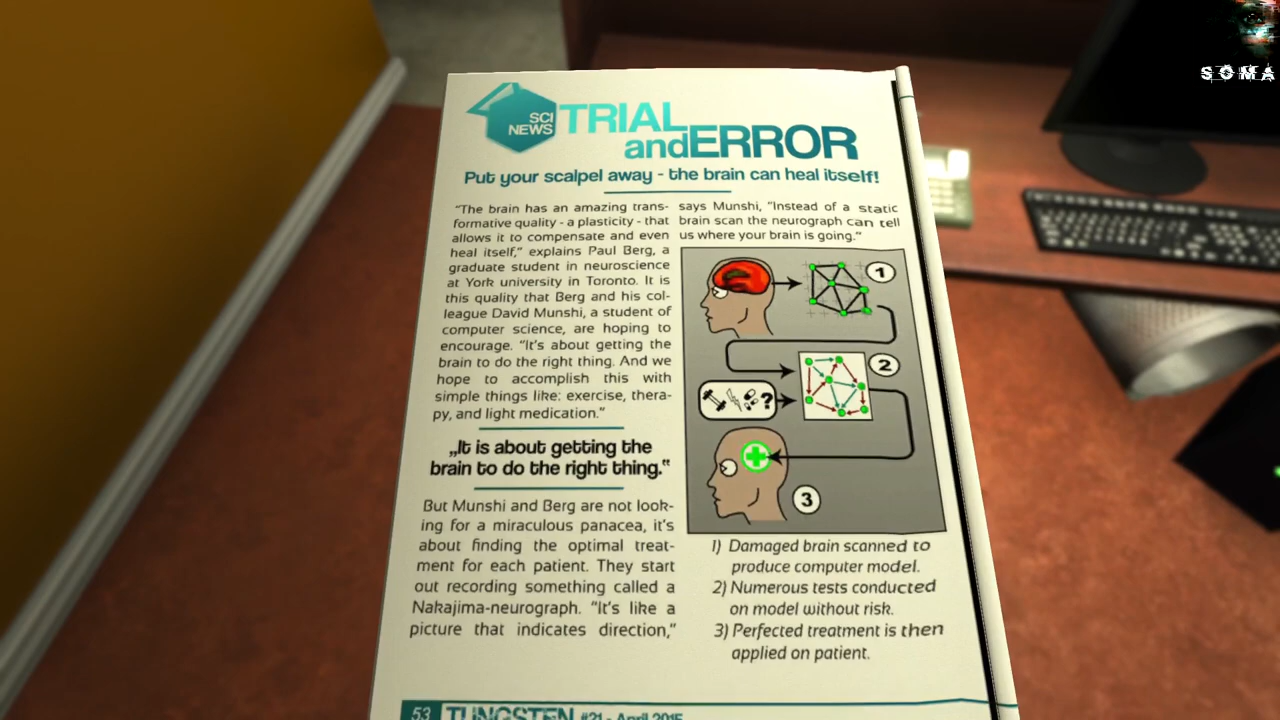 SOMA
SCI
NEWS
TRIAL
andERROR
Put your scalpel away - the brain can heal itself!
"The brain has an amazing trans-
formative quality - a plasticity - that
allows it to compensate and even
heal itself," explains Paul Berg, a
graduate student in neuroscience
at York university in Toronto. It is
this quality that Berg and his col-
league David Munshi, a student of
computer science, are hoping to
encourage. "It's about getting the
brain to do the right thing. And we
hope to accomplish this with
simple things like: exercise, thera-
py, and light medication."
„It is about getting the
brain to do the right thing."
But Munshi and Berg are not look-
ing for a miraculous panacea, it's
about finding the optimal treat-
ment for each patient. They start
out recording something called a
Nakajima-neurograph. "It's like a
picture that indicates direction,"
says Munshi, "Instead of a static
brain scan the neurograph can tell
us where your brain is going."
1
2
?
3
1) Damaged brain scanned to
produce computer model.
2) Numerous tests conducted
on model without risk.
3) Perfected treatment is then
applied on patient.
53 TUNGSTEN #21 - April 2015